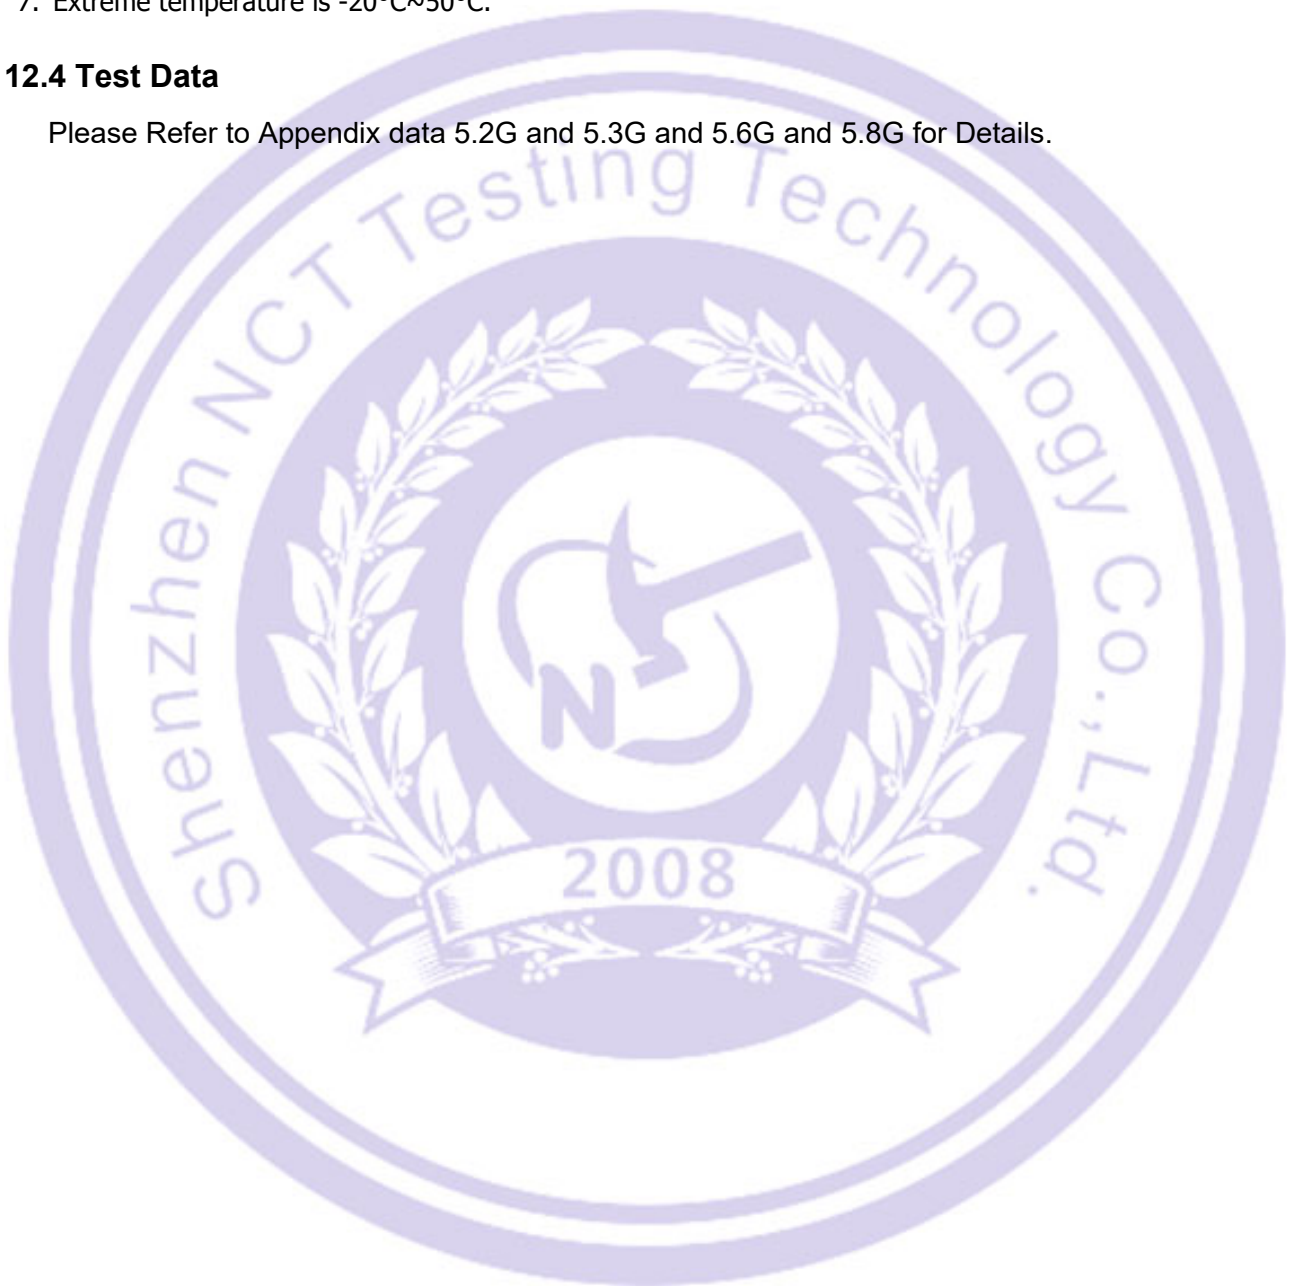 7. Extreme temperature is -20°C~50°C.
12.4 Test Data
Please Refer to Appendix data 5.2G and 5.3G and 5.6G and 5.8G for Details.
Shenzhen NCT Testing Technology Co.,Ltd.
N
2008